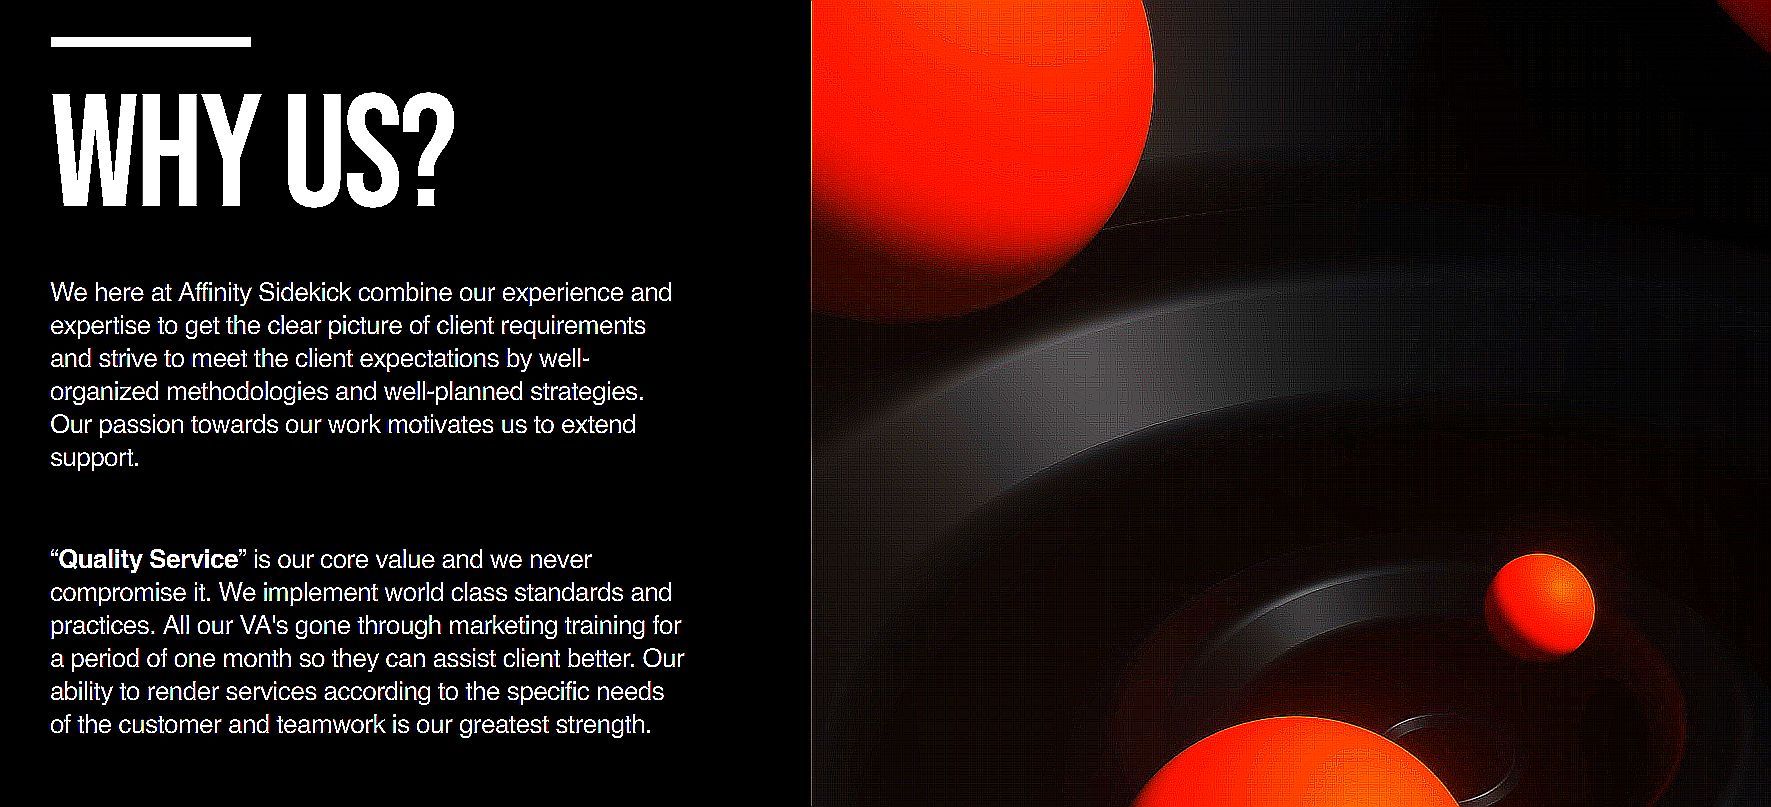 WHY US?
We here at Affinity Sidekick combine our experience and
expertise to get the clear picture of client requirements
and strive to meet the client expectations by well-
organized methodologies and well-planned strategies.
Our passion towards our work motivates us to extend
support.
“Quality Service” is our core value and we never
compromise it. We implement world class standards and
practices. All our VA's gone through marketing training for
a period of one month so they can assist client better. Our
ability to render services according to the specific needs
of the customer and teamwork is our greatest strength.